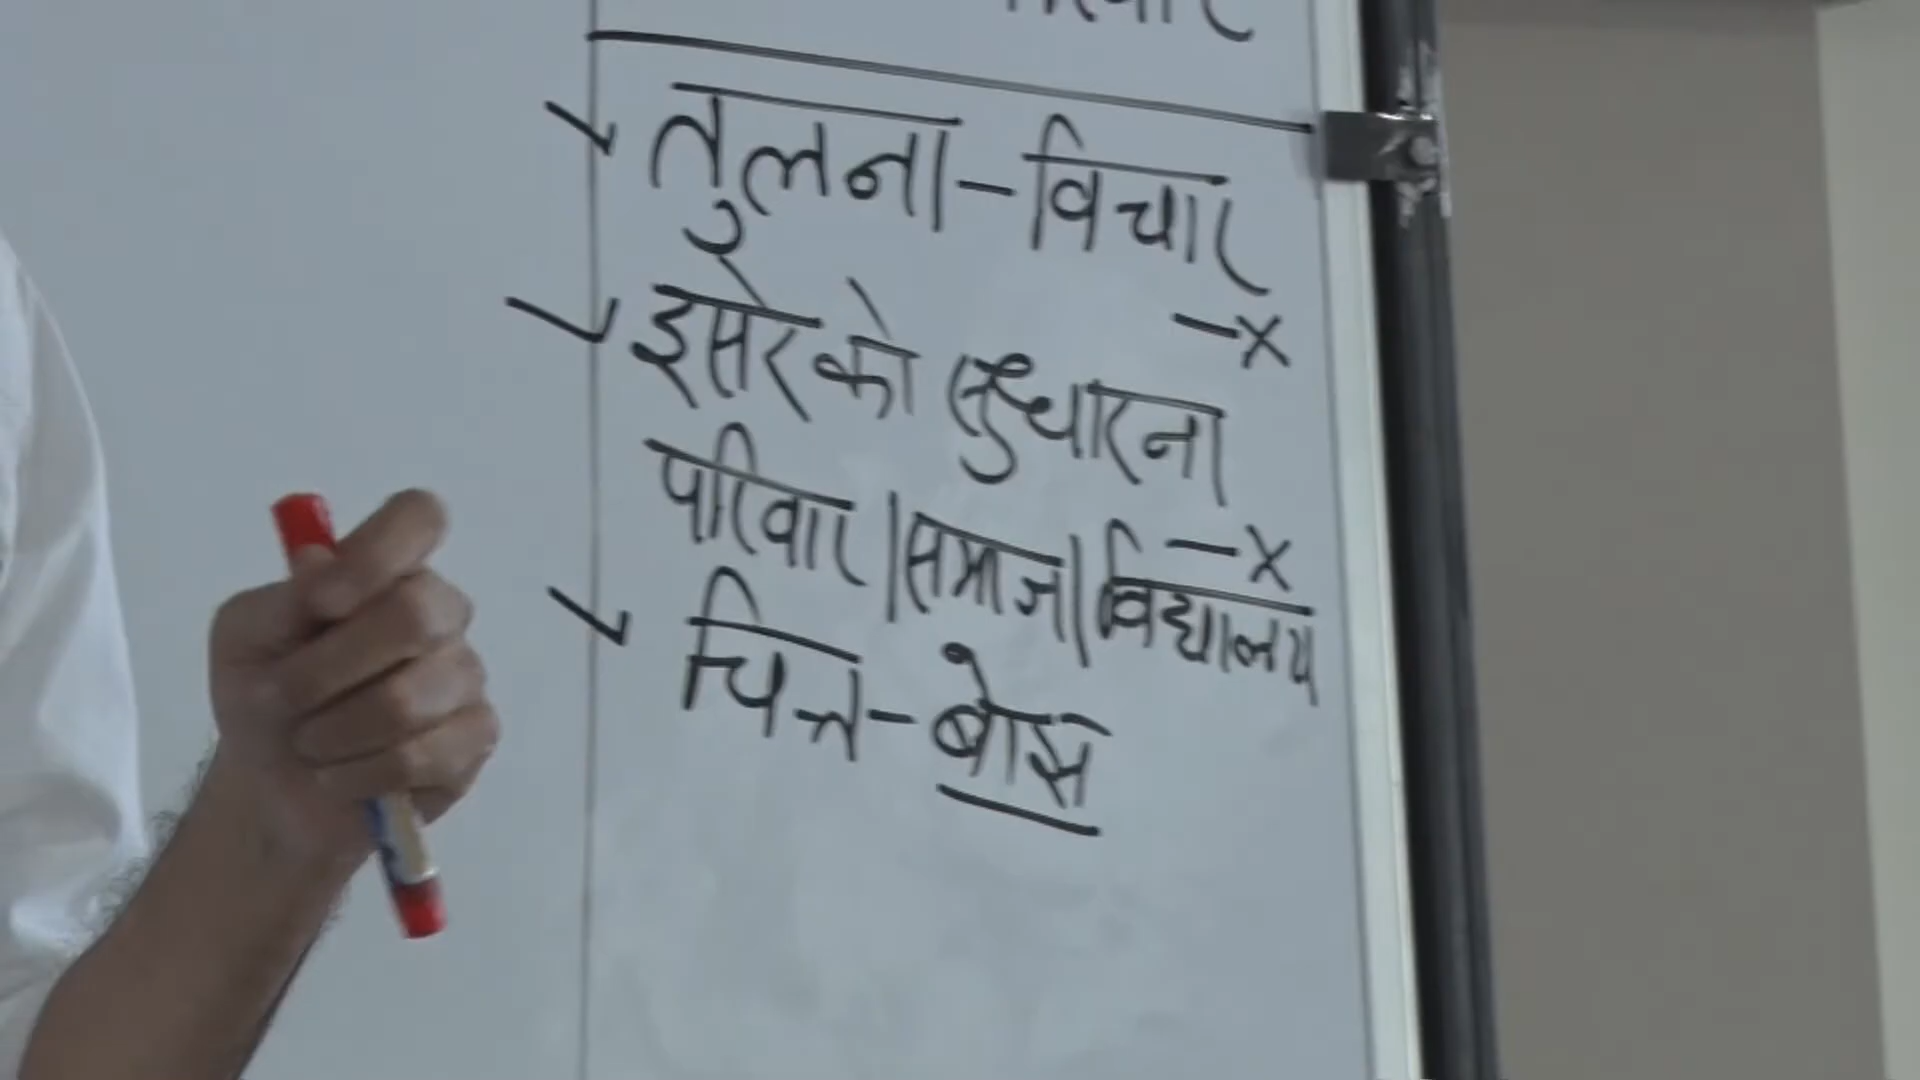 तुलना - विचार
- x
इसरे को सुधारना
- x
परिवार | समाज | विद्यालय
चित्त - बोझ